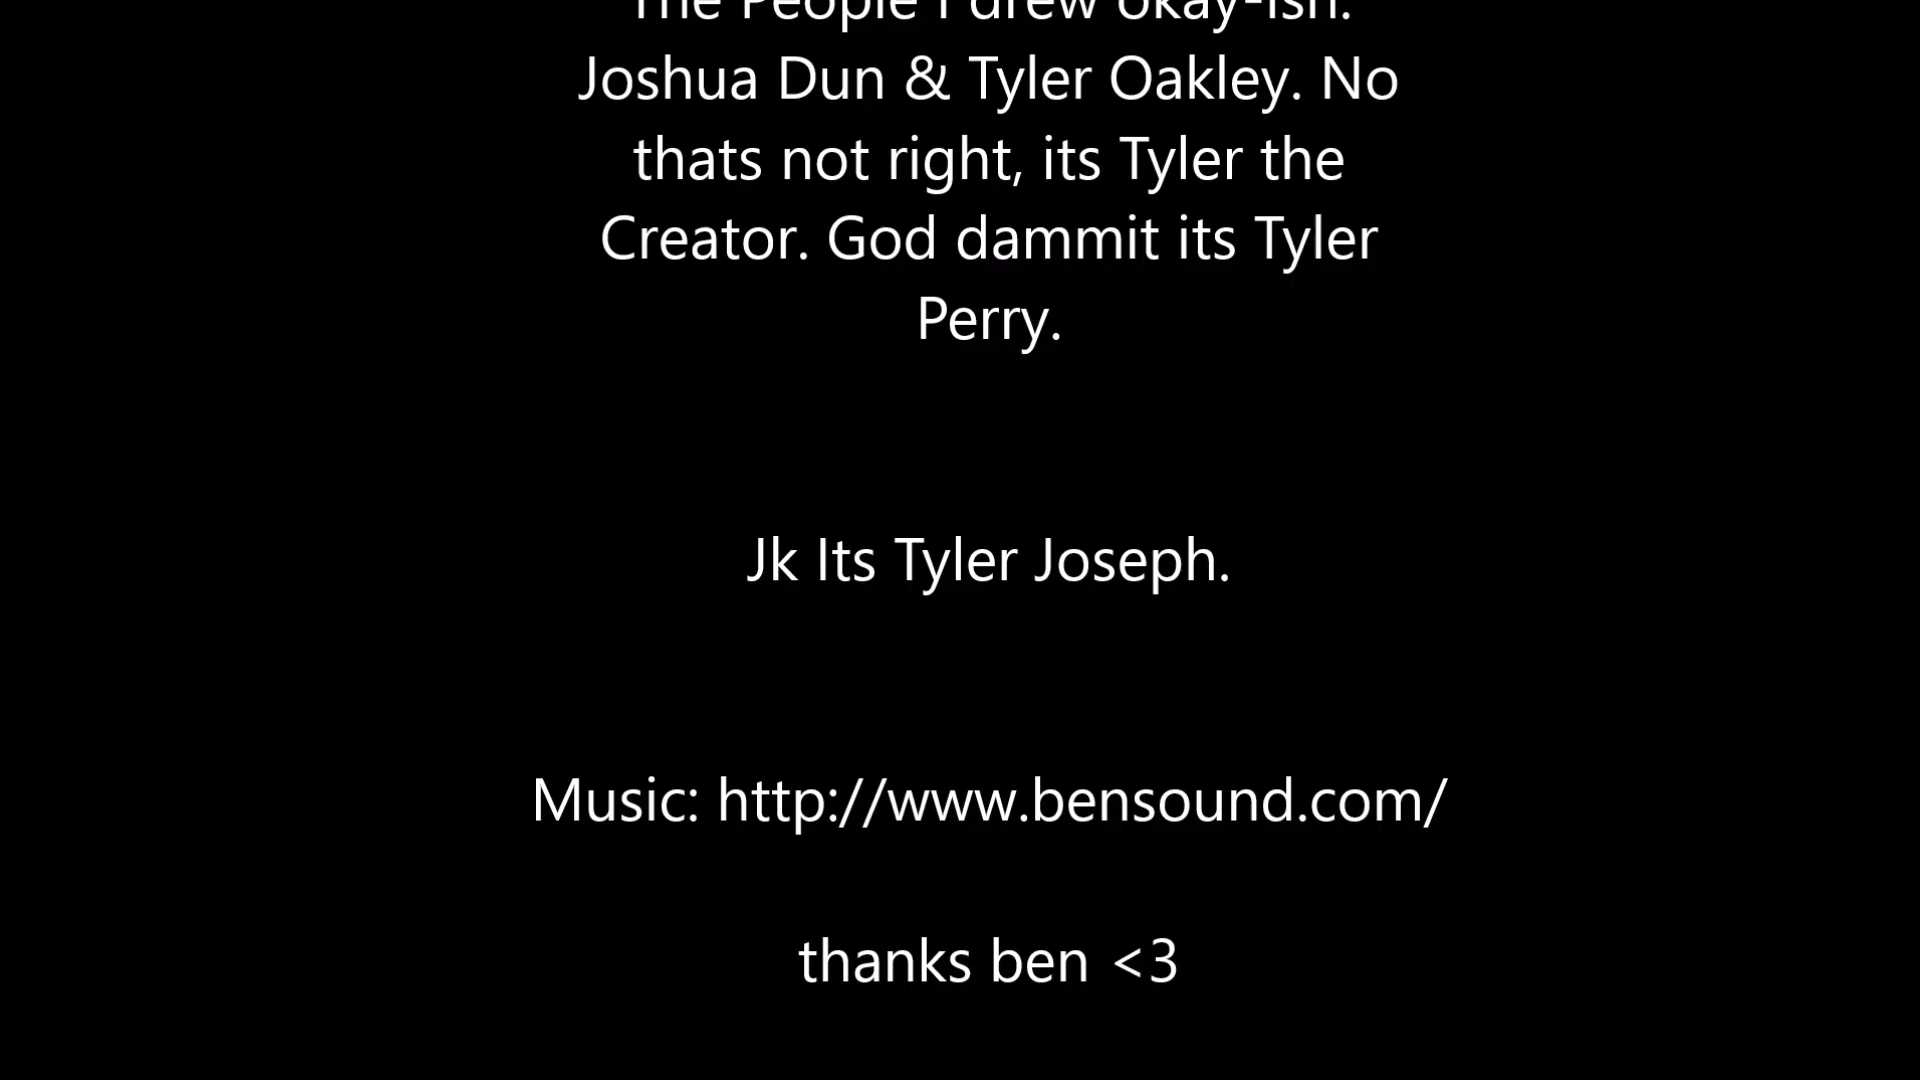 The People I drew okay-ish.
Joshua Dun & Tyler Oakley. No
thats not right, its Tyler the
Creator. God dammit its Tyler
Perry.
Jk Its Tyler Joseph.
Music: http://www.bensound.com/
thanks ben <3